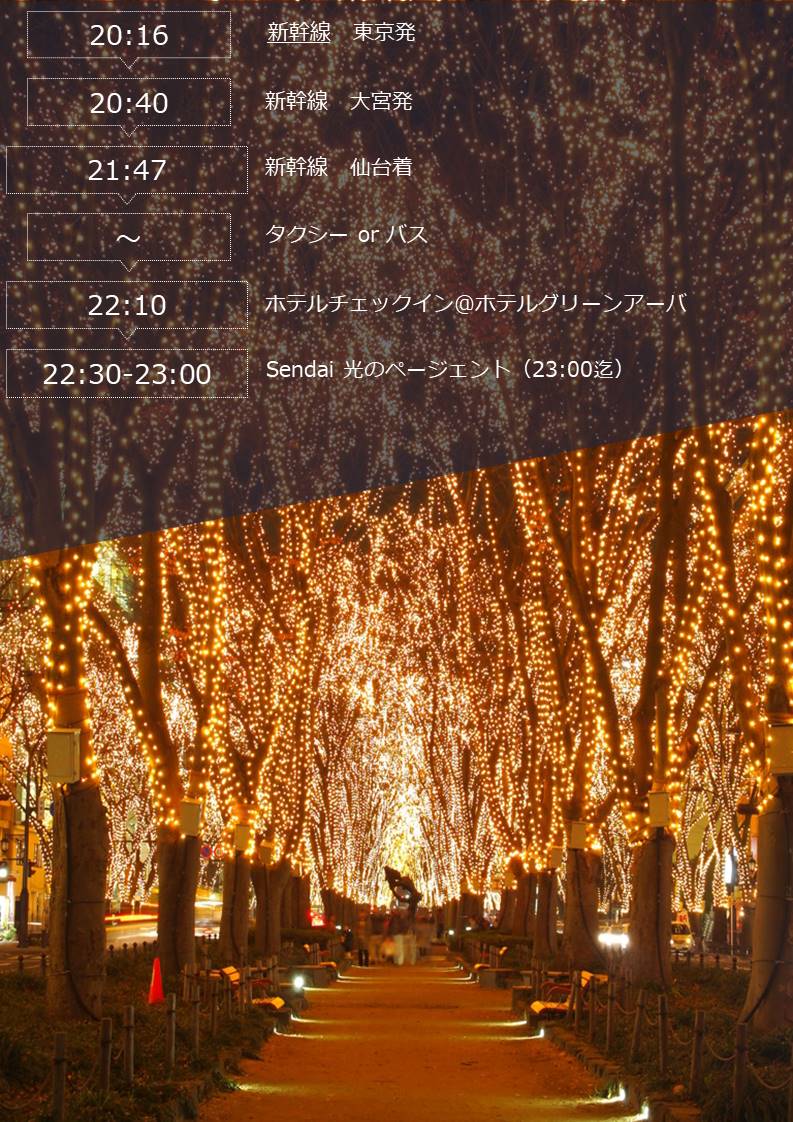 20:16 新幹線　東京発
20:40 新幹線　大宮発
21:47 新幹線　仙台着
～ タクシー or バス
22:10 ホテルチェックイン@ホテルグリーンアーバ
22:30-23:00 Sendai 光のページェント（23:00迄）